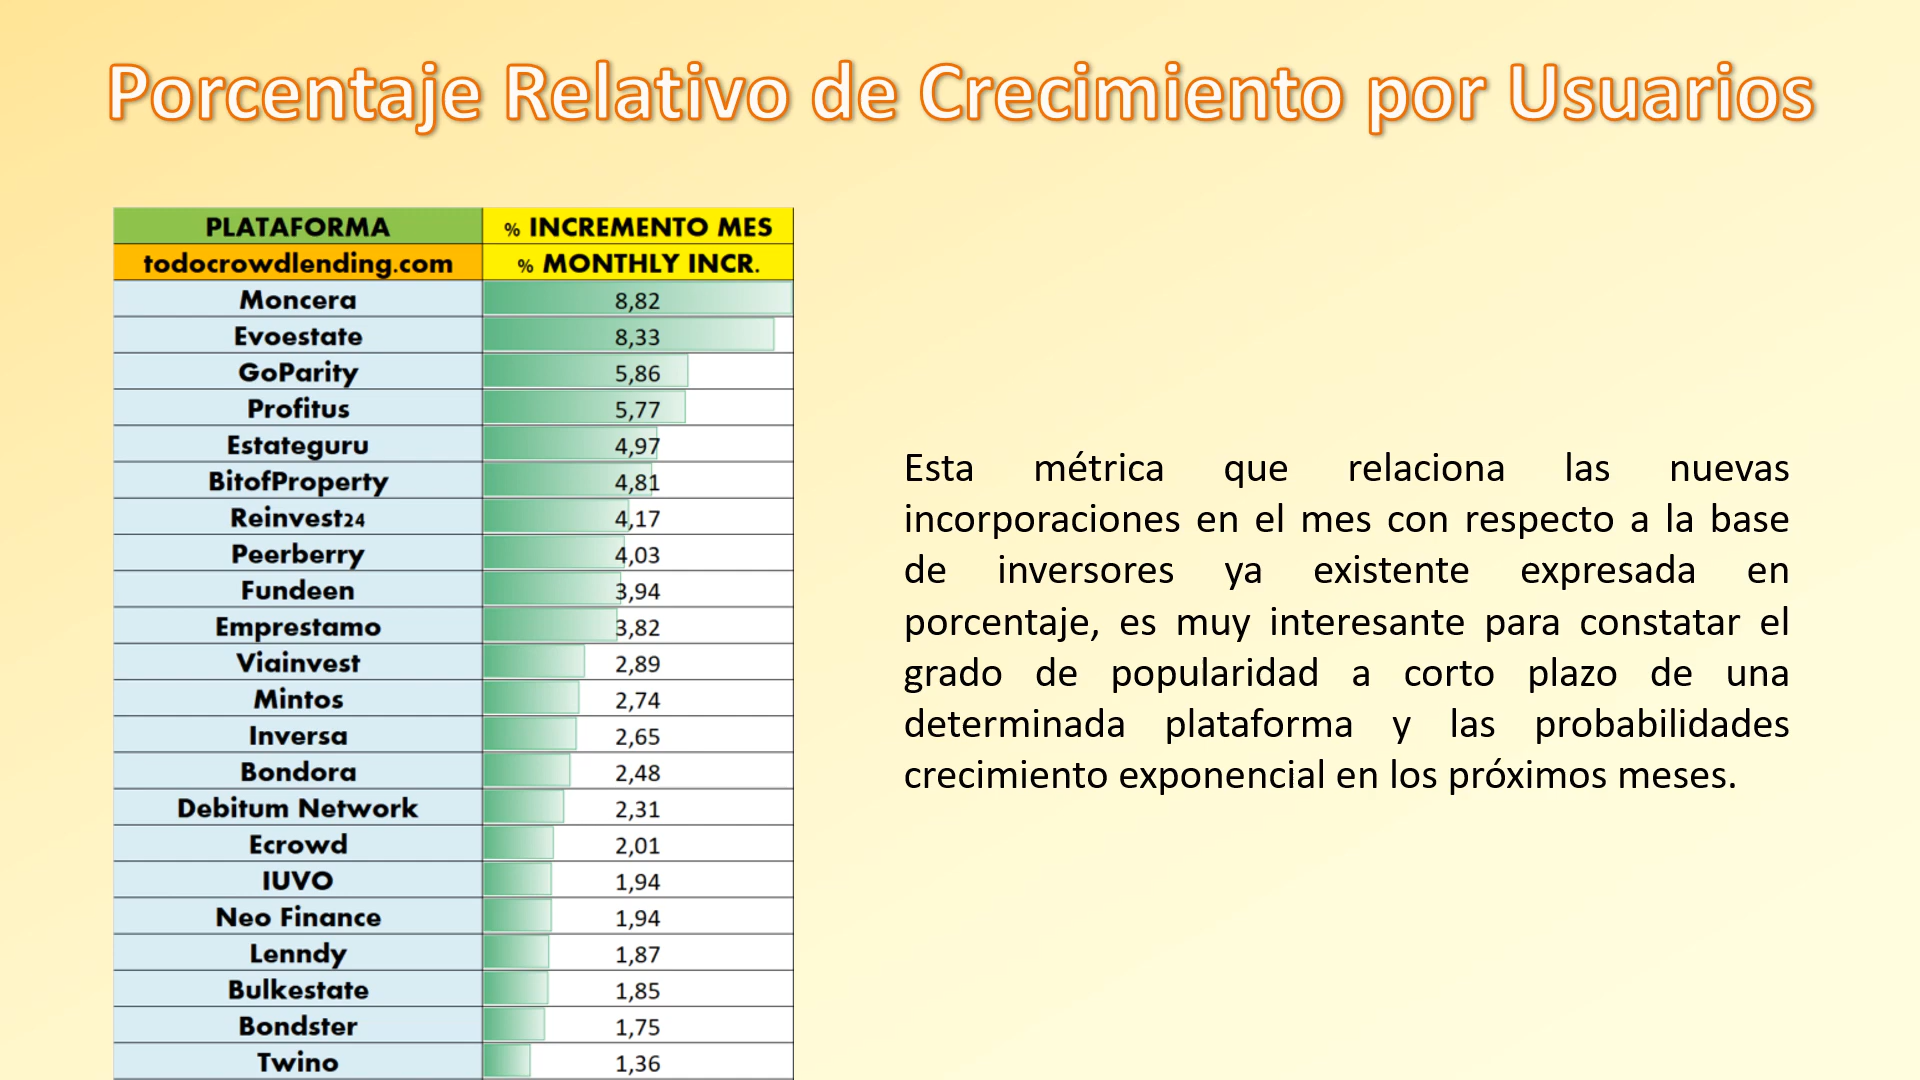 Porcentaje Relativo de Crecimiento por Usuarios
PLATAFORMA % INCREMENTO MES
todocrowdlending.com % MONTHLY INCR.
Moncera 8,82
Evoestate 8,33
GoParity 5,86
Profitus 5,77
Estateguru 4,97
BitofProperty 4,81
Reinvest24 4,17
Peerberry 4,03
Fundeen 3,94
Emprestamo 3,82
Viainvest 2,89
Mintos 2,74
Inversa 2,65
Bondora 2,48
Debitum Network 2,31
Ecrowd 2,01
IUVO 1,94
Neo Finance 1,94
Lenndy 1,87
Bulkestate 1,85
Bondster 1,75
Twino 1,36
Esta métrica que relaciona las nuevas
incorporaciones en el mes con respecto a la base
de inversores ya existente expresada en
porcentaje, es muy interesante para constatar el
grado de popularidad a corto plazo de una
determinada plataforma y las probabilidades
crecimiento exponencial en los próximos meses.